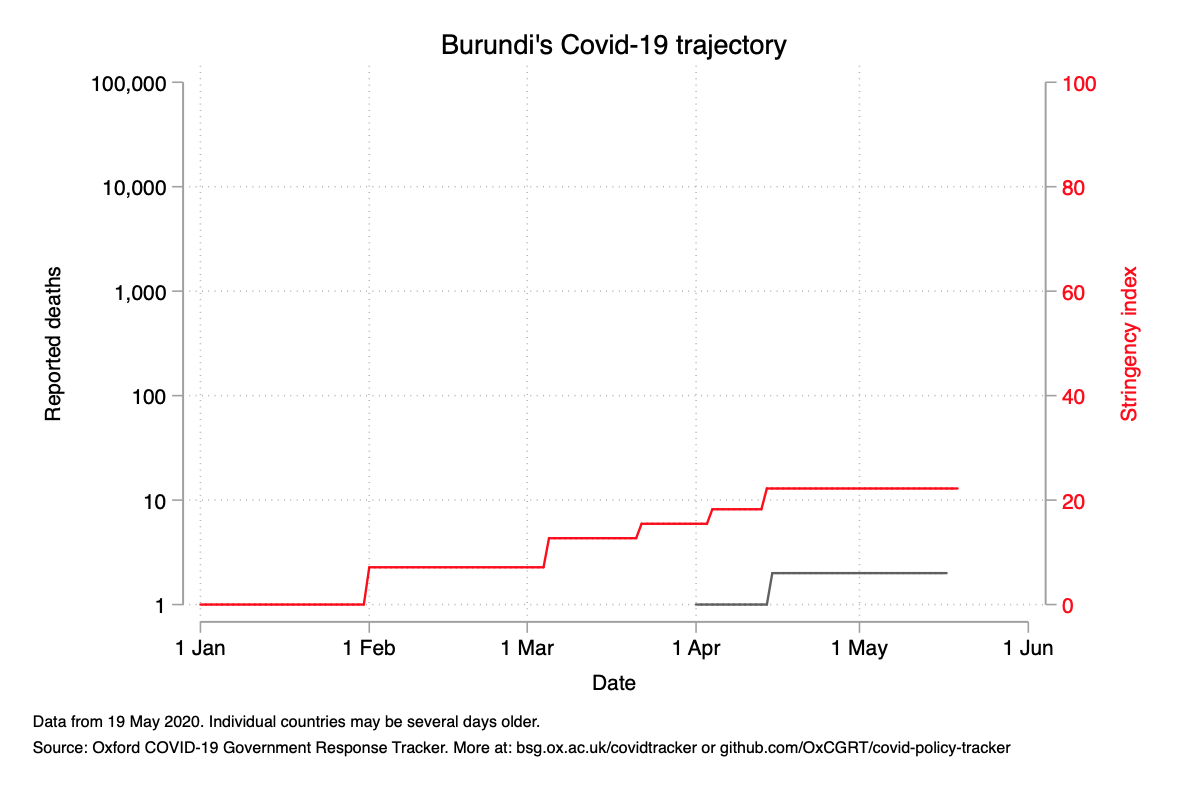 Burundi's Covid-19 trajectory
100,000
10,000
1,000
100
10
1
Reported deaths
100
80
60
40
20
0
Stringency index
1 Jan
1 Feb
1 Mar
1 Apr
1 May
1 Jun
Date
Data from 19 May 2020. Individual countries may be several days older.
Source: Oxford COVID-19 Government Response Tracker. More at: bsg.ox.ac.uk/covidtracker or github.com/OxCGRT/covid-policy-tracker